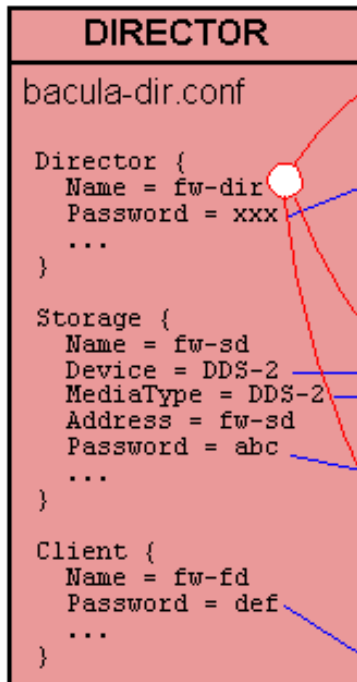 DIRECTOR
bacula-dir.conf
Director {
Name = fw-dir
Password = xxx
...
}
Storage {
Name = fw-sd
Device = DDS-2
MediaType = DDS-2
Address = fw-sd
Password = abc
...
}
Client {
Name = fw-fd
Password = def
...
}